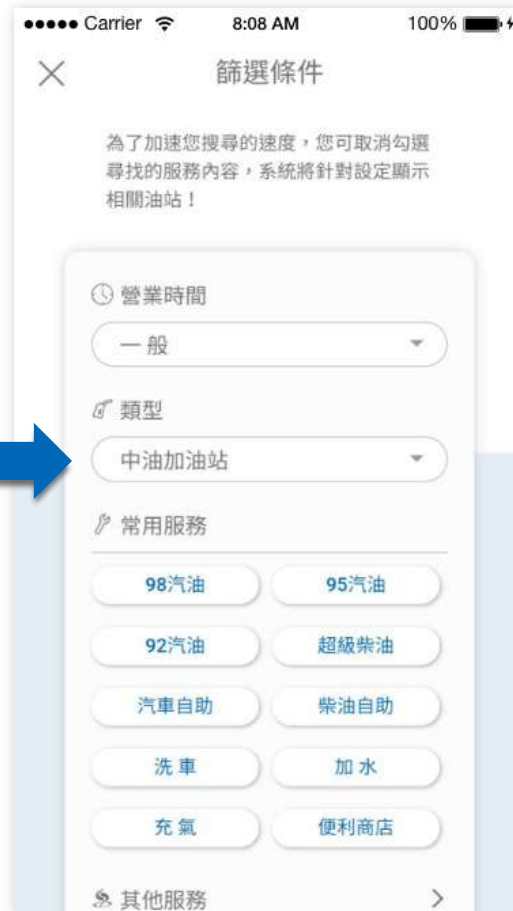 Carrier 8:08 AM 100%
篩選條件
為了加速您搜尋的速度，您可取消勾選
尋找的服務內容，系統將針對設定顯示
相關油站！
營業時間
一般
類型
中油加油站
常用服務
98汽油 95汽油
92汽油 超級柴油
汽車自助 柴油自助
洗車 加水
充氣 便利商店
其他服務